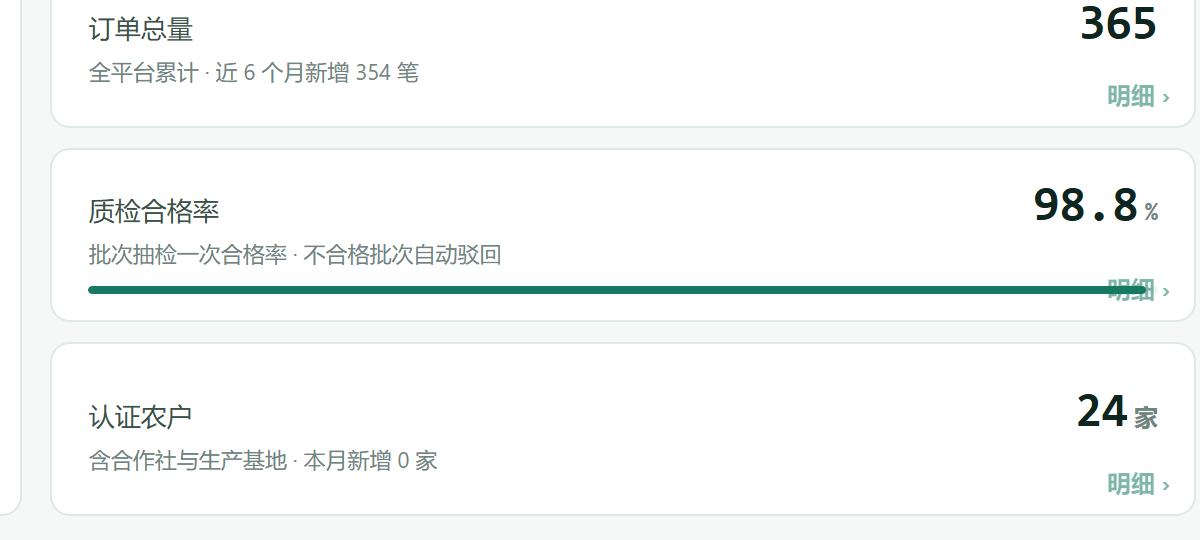 订单总量
365
全平台累计 · 近 6 个月新增 354 笔
明细 ›
质检合格率
98.8%
批次抽检一次合格率 · 不合格批次自动驳回
明细 ›
认证农户
24 家
含合作社与生产基地 · 本月新增 0 家
明细 ›